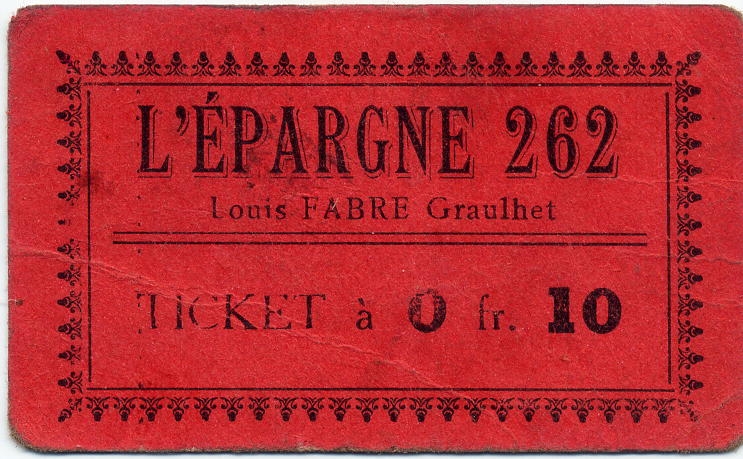 L'ÉPARGNE 262
Louis FABRE Graulhet
TICKET à 0 fr. 10